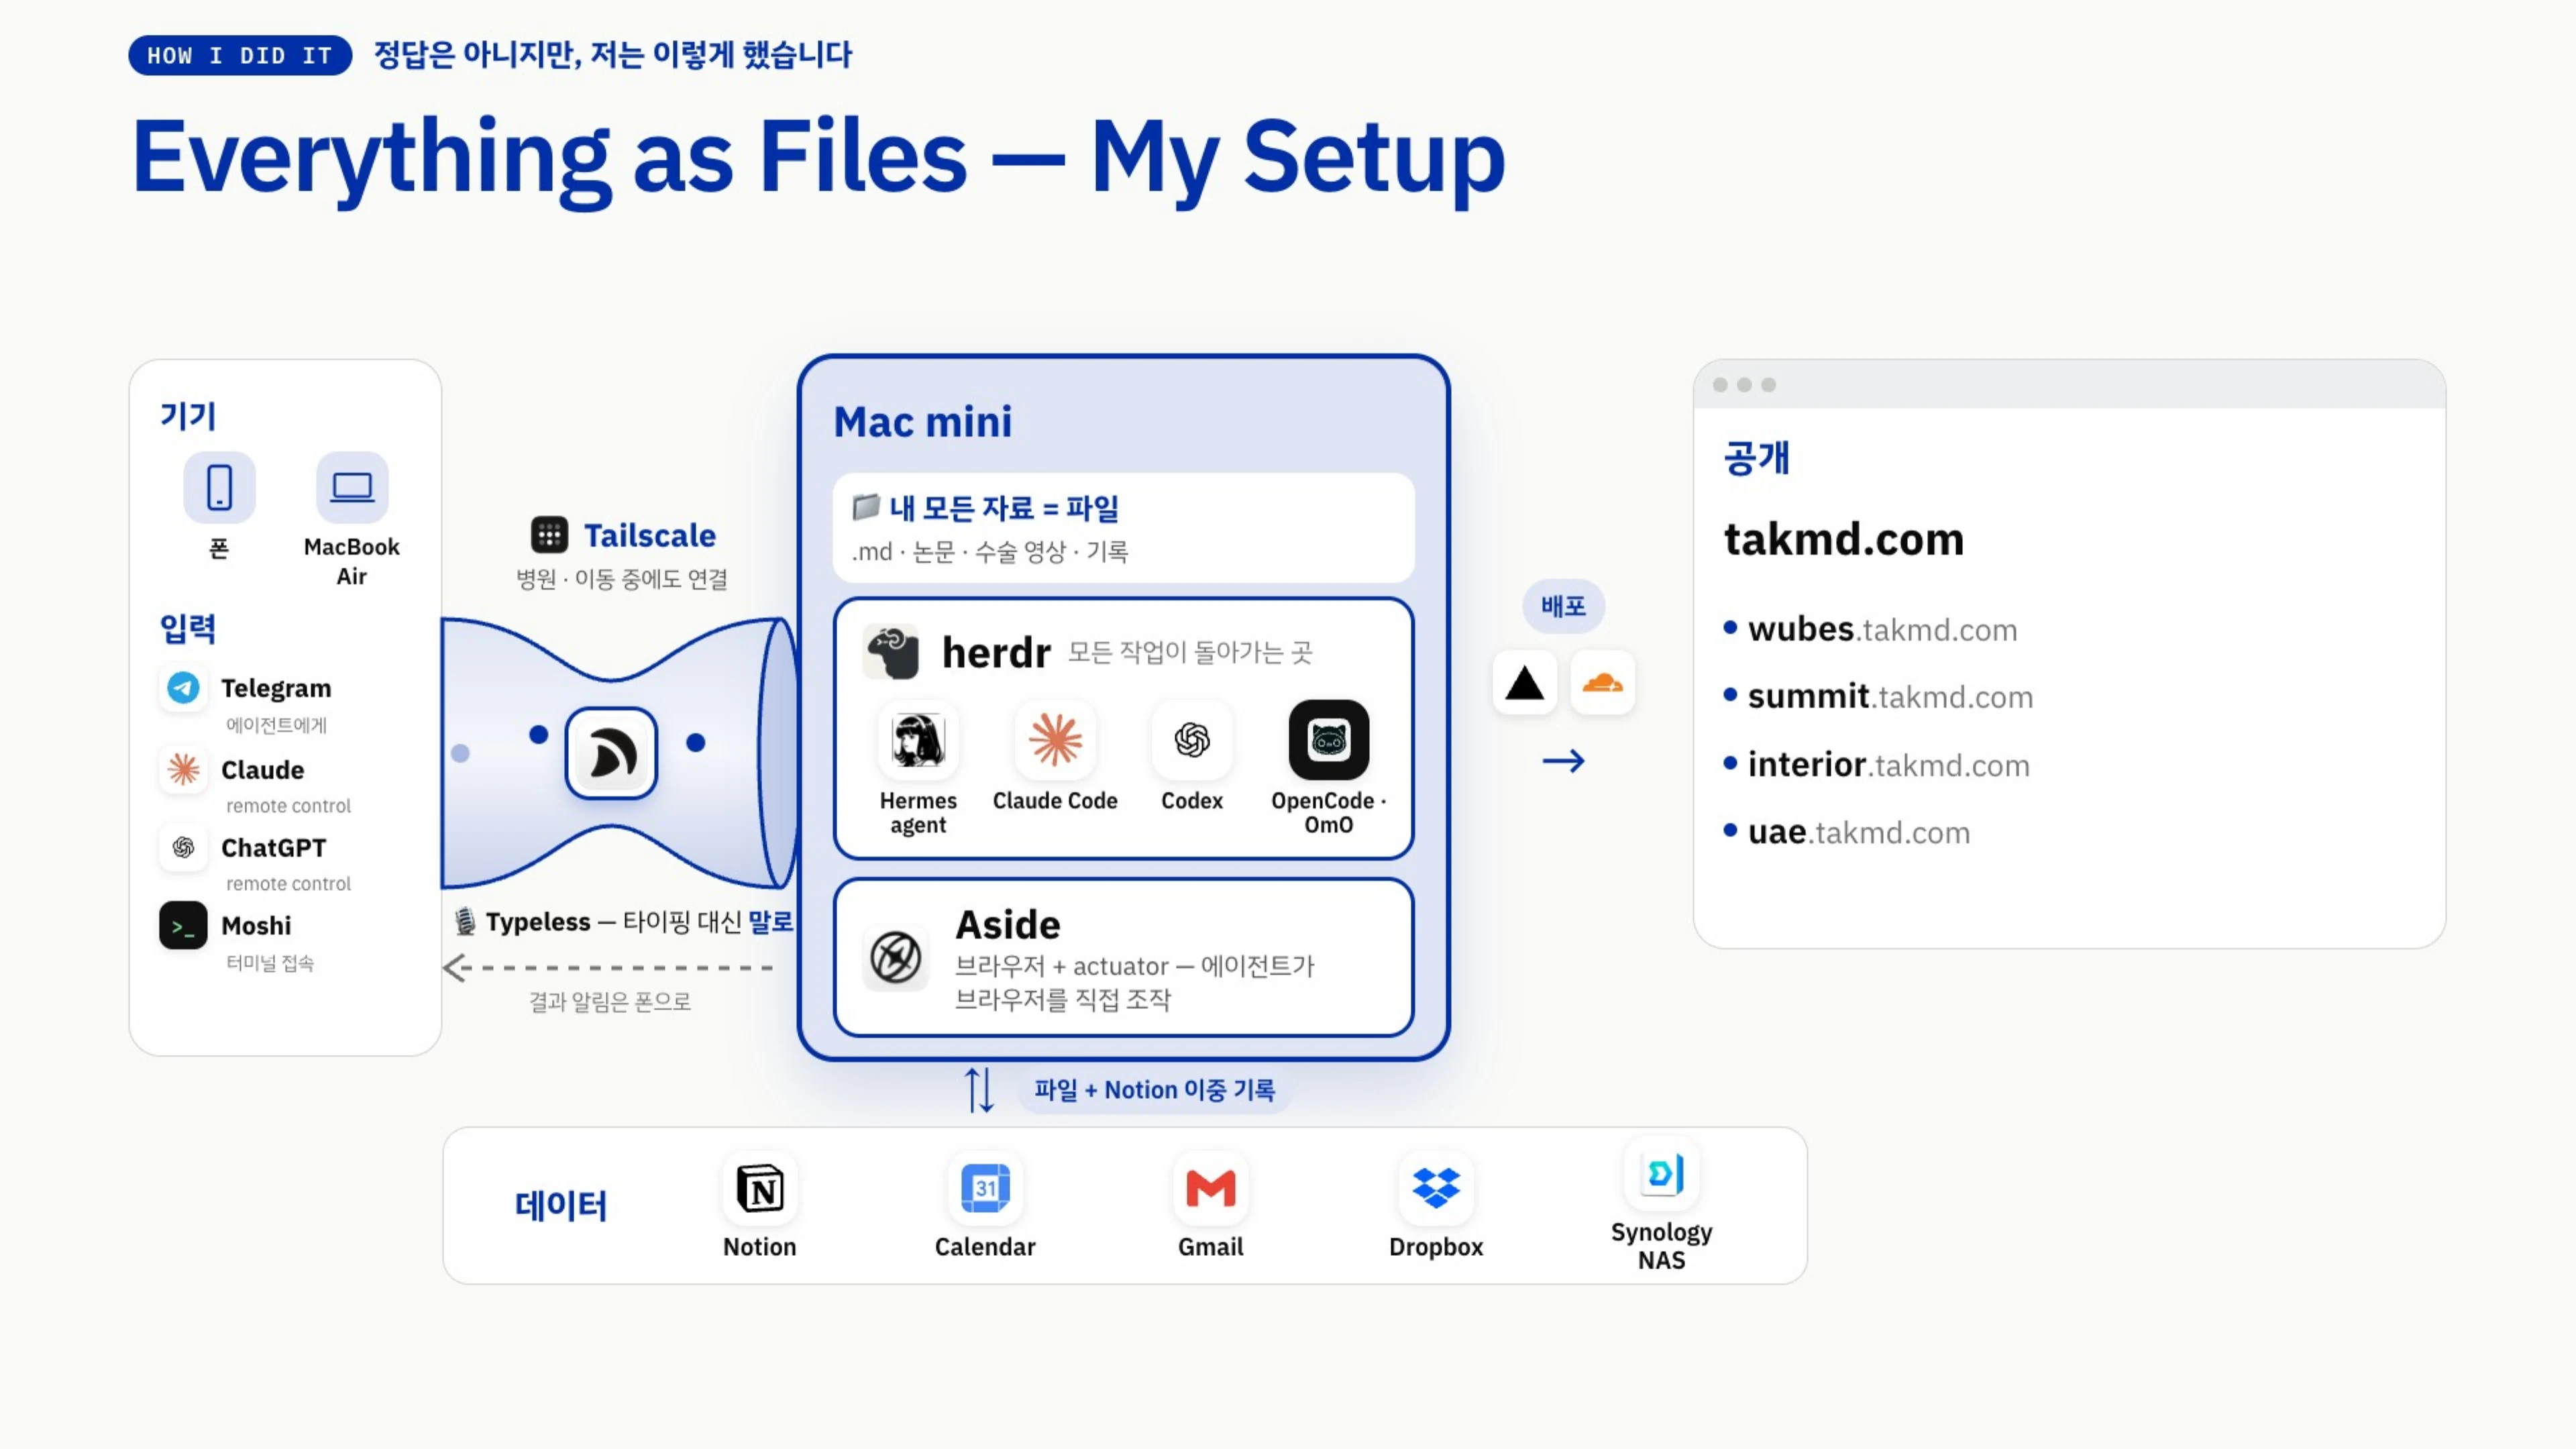 HOW I DID IT 정답은 아니지만, 저는 이렇게 했습니다
Everything as Files — My Setup
기기
폰
MacBook
Air
입력
Telegram
에이전트에게
Claude
remote control
ChatGPT
remote control
>_ Moshi
터미널 접속
Tailscale
병원 · 이동 중에도 연결
Typeless — 타이핑 대신 말로
결과 알림은 폰으로
Mac mini
내 모든 자료 = 파일
.md · 논문 · 수술 영상 · 기록
herdr 모든 작업이 돌아가는 곳
Hermes
agent
Claude Code
Codex
OpenCode ·
OmO
Aside
브라우저 + actuator — 에이전트가
브라우저를 직접 조작
배포
→
공개
takmd.com
• wubes.takmd.com
• summit.takmd.com
• interior.takmd.com
• uae.takmd.com
파일 + Notion 이중 기록
데이터
N
Notion
31
Calendar
Gmail
Dropbox
Synology
NAS